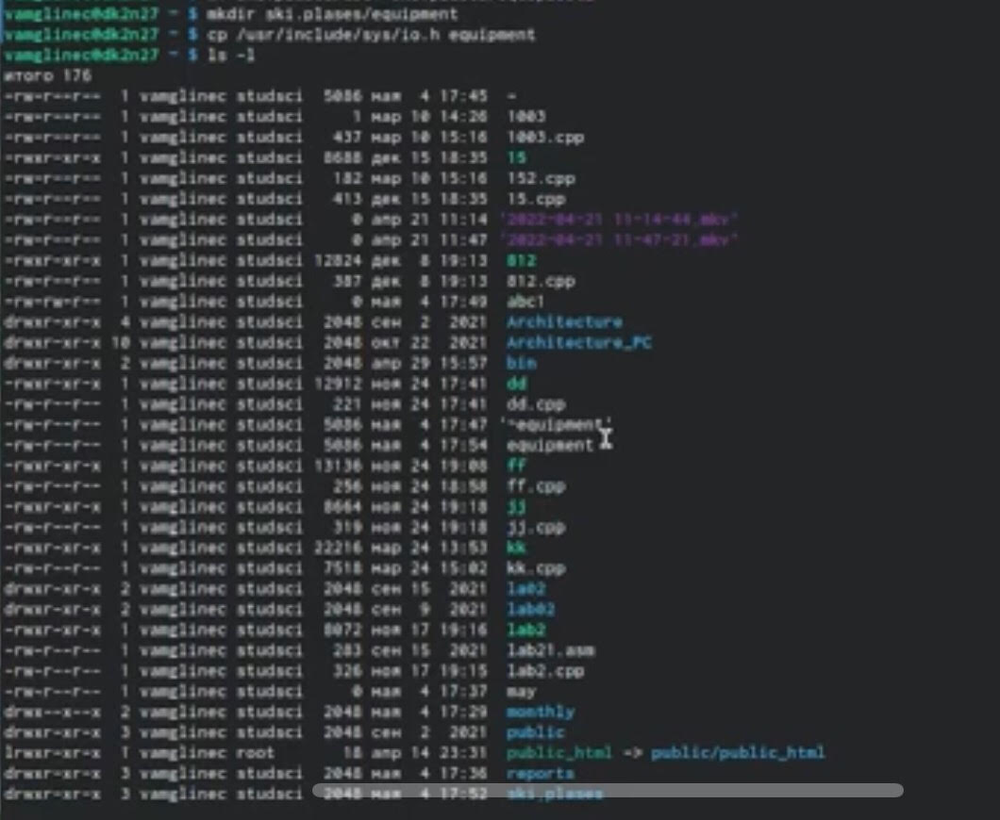 vamglinec@dk2n27 ~ $ mkdir ski.plases/equipment
vamglinec@dk2n27 ~ $ cp /usr/include/sys/io.h equipment
vamglinec@dk2n27 ~ $ ls -l
итого 176
-rw-r--r-- 1 vamglinec studsci 5086 мая 4 17:45 ~
-rw-r--r-- 1 vamglinec studsci 1 мар 10 14:26 1003
-rw-r--r-- 1 vamglinec studsci 437 мар 10 15:16 1003.cpp
-rwxr-xr-x 1 vamglinec studsci 8688 дек 15 18:35 15
-rw-r--r-- 1 vamglinec studsci 182 мар 10 15:16 152.cpp
-rw-r--r-- 1 vamglinec studsci 413 дек 15 18:35 15.cpp
-rw-r--r-- 1 vamglinec studsci 0 апр 21 11:14 '2022-04-21 11-14-44.mkv'
-rw-r--r-- 1 vamglinec studsci 0 апр 21 11:47 '2022-04-21 11-47-21.mkv'
-rwxr-xr-x 1 vamglinec studsci 12824 дек 8 19:13 812
-rw-r--r-- 1 vamglinec studsci 387 дек 8 19:13 812.cpp
-rw-rw-r-- 1 vamglinec studsci 0 мая 4 17:49 abc1
drwxr-xr-x 4 vamglinec studsci 2048 сен 2 2021 Architecture
drwxr-xr-x 10 vamglinec studsci 2048 окт 22 2021 Architecture_PC
drwxr-xr-x 2 vamglinec studsci 2048 апр 29 15:57 bin
-rwxr-xr-x 1 vamglinec studsci 12912 ноя 24 17:41 dd
-rw-r--r-- 1 vamglinec studsci 221 ноя 24 17:41 dd.cpp
-rw-r--r-- 1 vamglinec studsci 5086 мая 4 17:47 '~equipment'
-rw-r--r-- 1 vamglinec studsci 5086 мая 4 17:54 equipment
-rwxr-xr-x 1 vamglinec studsci 13136 ноя 24 19:08 ff
-rw-r--r-- 1 vamglinec studsci 256 ноя 24 18:58 ff.cpp
-rwxr-xr-x 1 vamglinec studsci 8664 ноя 24 19:18 jj
-rw-r--r-- 1 vamglinec studsci 319 ноя 24 19:18 jj.cpp
-rwxr-xr-x 1 vamglinec studsci 22216 мар 24 13:53 kk
-rw-r--r-- 1 vamglinec studsci 7518 мар 24 15:02 kk.cpp
drwxr-xr-x 2 vamglinec studsci 2048 сен 15 2021 la02
drwxr-xr-x 2 vamglinec studsci 2048 сен 9 2021 lab02
-rwxr-xr-x 1 vamglinec studsci 8072 ноя 17 19:16 lab2
-rw-r--r-- 1 vamglinec studsci 283 сен 15 2021 lab21.asm
-rw-r--r-- 1 vamglinec studsci 326 ноя 17 19:15 lab2.cpp
-rw-r--r-- 1 vamglinec studsci 0 мая 4 17:37 may
drwx--x--x 2 vamglinec studsci 2048 мая 4 17:29 monthly
drwxr-xr-x 3 vamglinec studsci 2048 сен 2 2021 public
lrwxr-xr-x 1 vamglinec root 18 апр 14 23:31 public_html -> public/public_html
drwxr-xr-x 3 vamglinec studsci 2048 мая 4 17:36 reports
drwxr-xr-x 3 vamglinec studsci 2048 мая 4 17:52 ski.plases